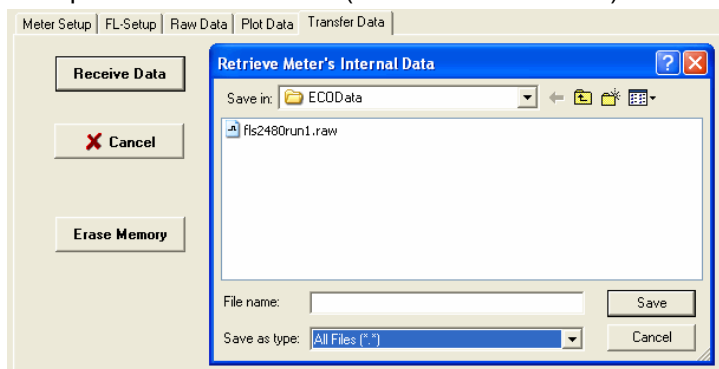 Meter Setup FL-Setup Raw Data Plot Data Transfer Data
Receive Data
Cancel
Erase Memory
Retrieve Meter's Internal Data
Save in: ECOData
fls2480run1.raw
File name: Save
Save as type: All Files (*.*) Cancel